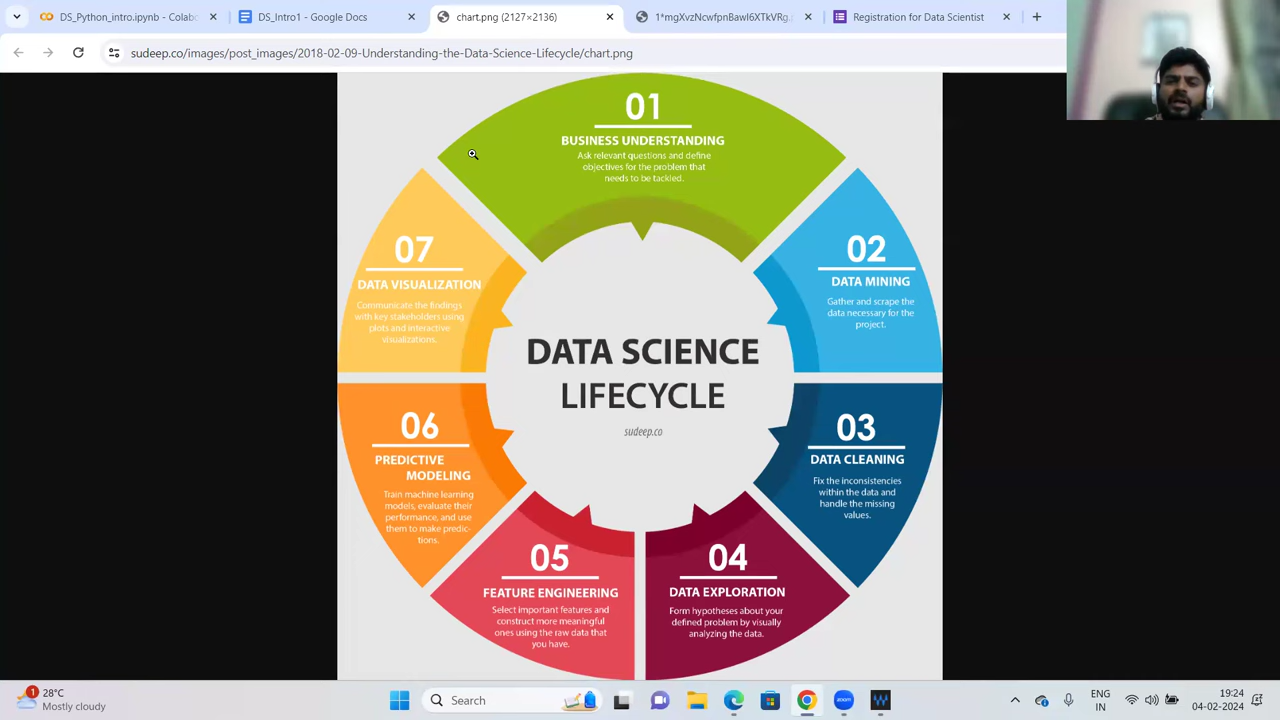 DS_Python_intro.ipynb - Colab
DS_Intro1 - Google Docs
chart.png (2127×2136)
1*mgXvzNcwfpnBawI6XTkVRg.
Registration for Data Scientist
sudeep.co/images/post_images/2018-02-09-Understanding-the-Data-Science-Lifecycle/chart.png
01
BUSINESS UNDERSTANDING
Ask relevant questions and define
objectives for the problem that
needs to be tackled.
02
DATA MINING
Gather and scrape the
data necessary for the
project.
03
DATA CLEANING
Fix the inconsistencies
within the data and
handle the missing
values.
04
DATA EXPLORATION
Form hypotheses about your
defined problem by visually
analyzing the data.
05
FEATURE ENGINEERING
Select important features and
construct more meaningful
ones using the raw data that
you have.
06
PREDICTIVE
MODELING
Train machine learning
models, evaluate their
performance, and use
them to make predic-
tions.
07
DATA VISUALIZATION
Communicate the findings
with key stakeholders using
plots and interactive
visualizations.
DATA SCIENCE
LIFECYCLE
sudeep.co
1
28°C
Mostly cloudy
Search
zoom
W
ENG
IN
19:24
04-02-2024